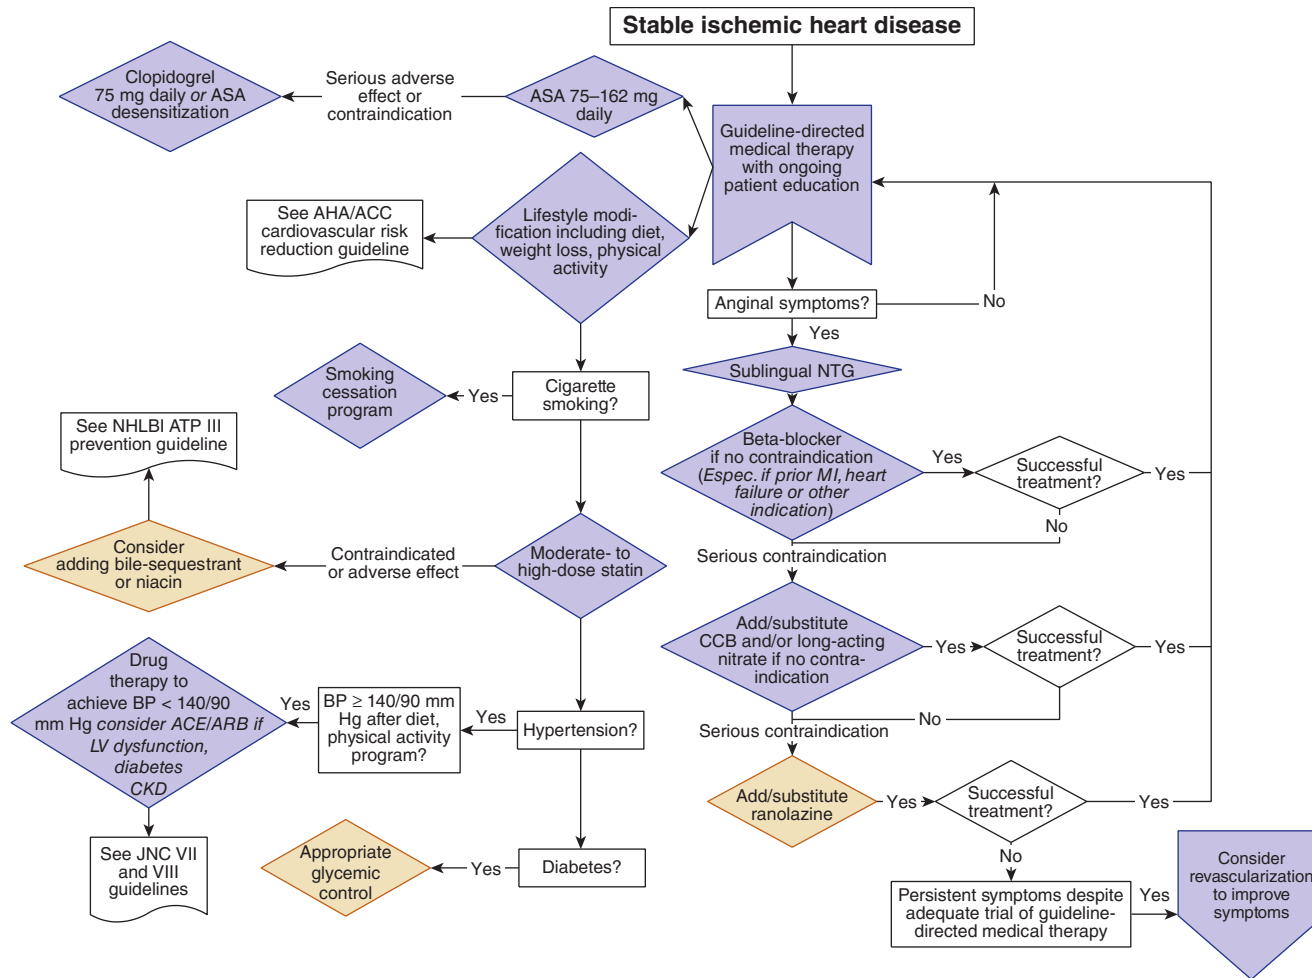 Stable ischemic heart disease
Clopidogrel
75 mg daily or ASA
desensitization
Serious adverse
effect or
contraindication
ASA 75–162 mg
daily
Guideline-directed
medical therapy
with ongoing
patient education
See AHA/ACC
cardiovascular risk
reduction guideline
Lifestyle modi-
fication including diet,
weight loss, physical
activity
Anginal symptoms?
No
Yes
Sublingual NTG
Smoking
cessation
program
Yes
Cigarette
smoking?
See NHLBI ATP III
prevention guideline
Beta-blocker
if no contraindication
(Espec. if prior MI, heart
failure or other
indication)
Yes
Successful
treatment?
Yes
No
Serious contraindication
Consider
adding bile-sequestrant
or niacin
Contraindicated
or adverse effect
Moderate- to
high-dose statin
Add/substitute
CCB and/or long-acting
nitrate if no contra-
indication
Yes
Successful
treatment?
Yes
No
Serious contraindication
Drug
therapy to
achieve BP < 140/90
mm Hg consider ACE/ARB if
LV dysfunction,
diabetes
CKD
Yes
BP ≥ 140/90 mm
Hg after diet,
physical activity
program?
Yes
Hypertension?
Add/substitute
ranolazine
Yes
Successful
treatment?
Yes
No
See JNC VII
and VIII
guidelines
Appropriate
glycemic
control
Yes
Diabetes?
Persistent symptoms despite
adequate trial of guideline-
directed medical therapy
Yes
Consider
revascularization
to improve
symptoms